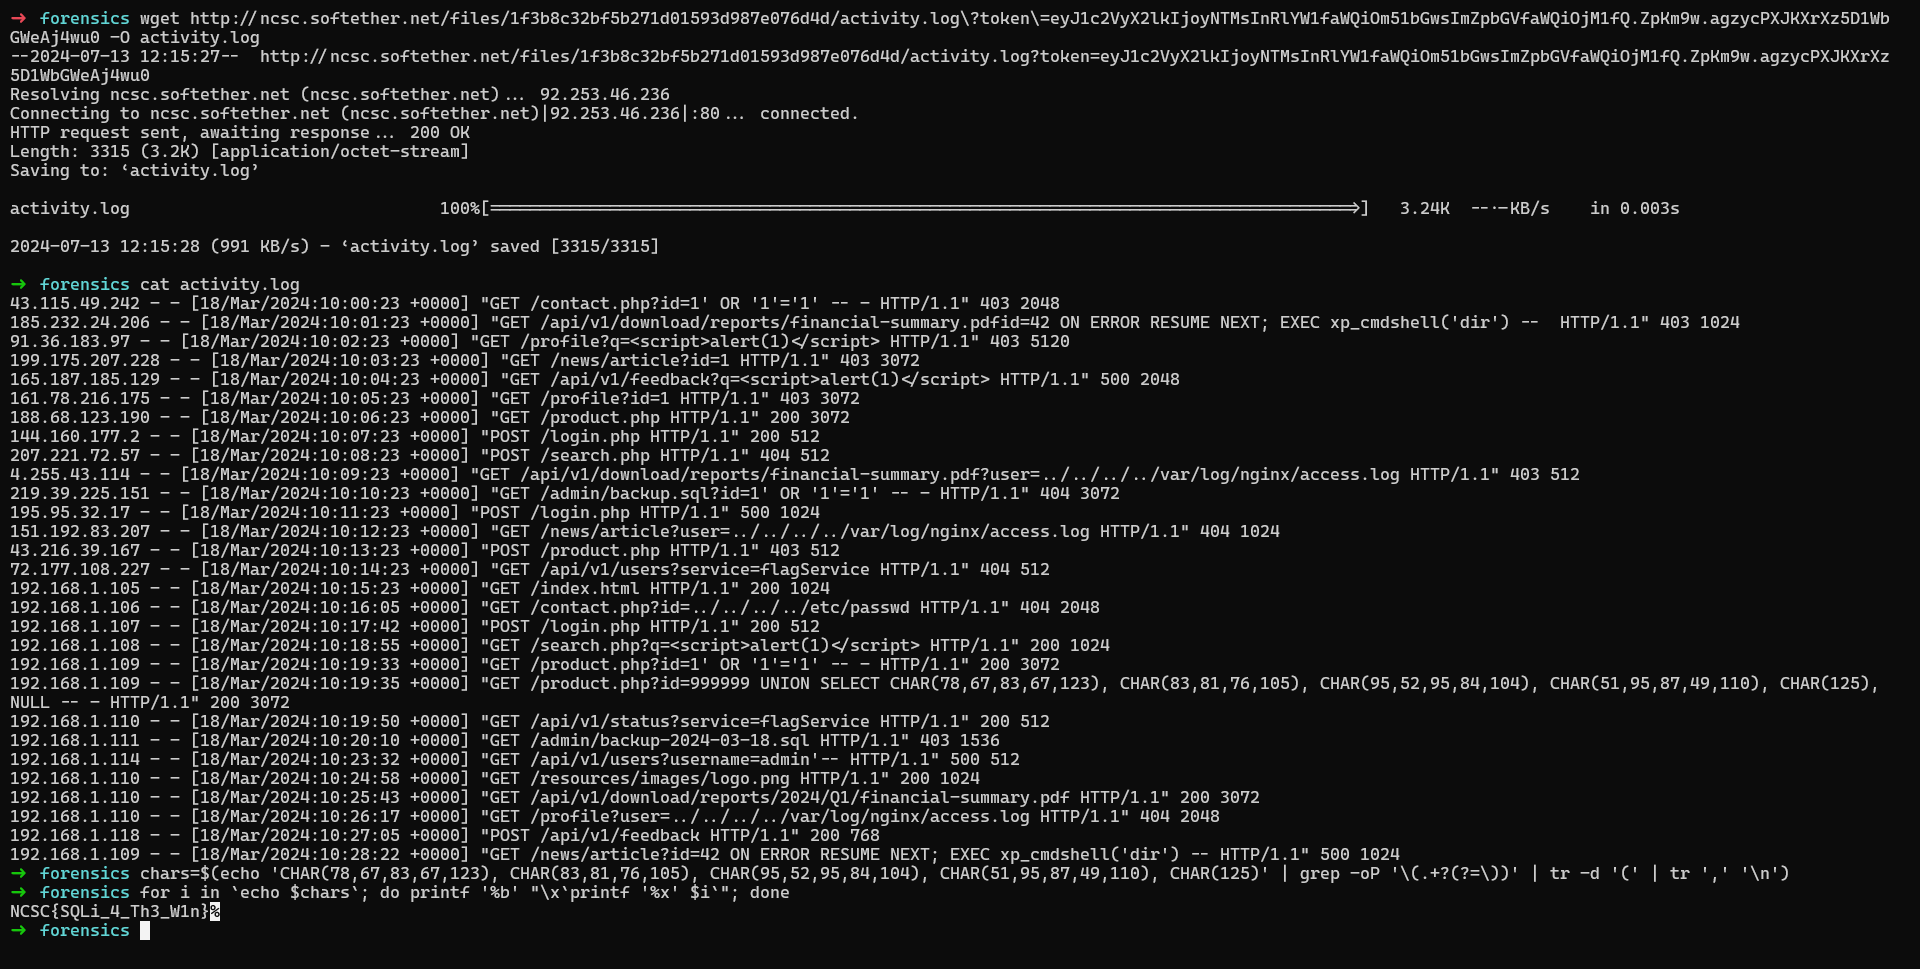 → forensics wget http://ncsc.softether.net/files/1f3b8c32bf5b271d01593d987e076d4d/activity.log\?token\=eyJ1c2VyX2lkIjoyNTMsInRlYW1faWQiOm51bGwsImZpbGVfaWQiOjM1fQ.ZpKm9w.agzycPXJKXrXz5D1Wb
GWeAj4wu0 -O activity.log
--2024-07-13 12:15:27--  http://ncsc.softether.net/files/1f3b8c32bf5b271d01593d987e076d4d/activity.log?token=eyJ1c2VyX2lkIjoyNTMsInRlYW1faWQiOm51bGwsImZpbGVfaWQiOjM1fQ.ZpKm9w.agzycPXJKXrXz
5D1WbGWeAj4wu0
Resolving ncsc.softether.net (ncsc.softether.net)... 92.253.46.236
Connecting to ncsc.softether.net (ncsc.softether.net)|92.253.46.236|:80... connected.
HTTP request sent, awaiting response... 200 OK
Length: 3315 (3.2K) [application/octet-stream]
Saving to: ‘activity.log’
activity.log 100%[======================================>] 3.24K --.-KB/s in 0.003s
2024-07-13 12:15:28 (991 KB/s) - ‘activity.log’ saved [3315/3315]
→ forensics cat activity.log
43.115.49.242 - - [18/Mar/2024:10:00:23 +0000] "GET /contact.php?id=1' OR '1'='1' -- - HTTP/1.1" 403 2048
185.232.24.206 - - [18/Mar/2024:10:01:23 +0000] "GET /api/v1/download/reports/financial-summary.pdfid=42 ON ERROR RESUME NEXT; EXEC xp_cmdshell('dir') --  HTTP/1.1" 403 1024
91.36.183.97 - - [18/Mar/2024:10:02:23 +0000] "GET /profile?q=<script>alert(1)</script> HTTP/1.1" 403 5120
199.175.207.228 - - [18/Mar/2024:10:03:23 +0000] "GET /news/article?id=1 HTTP/1.1" 403 3072
165.187.185.129 - - [18/Mar/2024:10:04:23 +0000] "GET /api/v1/feedback?q=<script>alert(1)</script> HTTP/1.1" 500 2048
161.78.216.175 - - [18/Mar/2024:10:05:23 +0000] "GET /profile?id=1 HTTP/1.1" 403 3072
188.68.123.190 - - [18/Mar/2024:10:06:23 +0000] "GET /product.php HTTP/1.1" 200 3072
144.160.177.2 - - [18/Mar/2024:10:07:23 +0000] "POST /login.php HTTP/1.1" 200 512
207.221.72.57 - - [18/Mar/2024:10:08:23 +0000] "POST /search.php HTTP/1.1" 404 512
4.255.43.114 - - [18/Mar/2024:10:09:23 +0000] "GET /api/v1/download/reports/financial-summary.pdf?user=../../../../var/log/nginx/access.log HTTP/1.1" 403 512
219.39.225.151 - - [18/Mar/2024:10:10:23 +0000] "GET /admin/backup.sql?id=1' OR '1'='1' -- - HTTP/1.1" 404 3072
195.95.32.17 - - [18/Mar/2024:10:11:23 +0000] "POST /login.php HTTP/1.1" 500 1024
151.192.83.207 - - [18/Mar/2024:10:12:23 +0000] "GET /news/article?user=../../../../var/log/nginx/access.log HTTP/1.1" 404 1024
43.216.39.167 - - [18/Mar/2024:10:13:23 +0000] "POST /product.php HTTP/1.1" 403 512
72.177.108.227 - - [18/Mar/2024:10:14:23 +0000] "GET /api/v1/users?service=flagService HTTP/1.1" 404 512
192.168.1.105 - - [18/Mar/2024:10:15:23 +0000] "GET /index.html HTTP/1.1" 200 1024
192.168.1.106 - - [18/Mar/2024:10:16:05 +0000] "GET /contact.php?id=../../../../etc/passwd HTTP/1.1" 404 2048
192.168.1.107 - - [18/Mar/2024:10:17:42 +0000] "POST /login.php HTTP/1.1" 200 512
192.168.1.108 - - [18/Mar/2024:10:18:55 +0000] "GET /search.php?q=<script>alert(1)</script> HTTP/1.1" 200 1024
192.168.1.109 - - [18/Mar/2024:10:19:33 +0000] "GET /product.php?id=1' OR '1'='1' -- - HTTP/1.1" 200 3072
192.168.1.109 - - [18/Mar/2024:10:19:35 +0000] "GET /product.php?id=999999 UNION SELECT CHAR(78,67,83,67,123), CHAR(83,81,76,105), CHAR(95,52,95,84,104), CHAR(51,95,87,49,110), CHAR(125),
NULL -- - HTTP/1.1" 200 3072
192.168.1.110 - - [18/Mar/2024:10:19:50 +0000] "GET /api/v1/status?service=flagService HTTP/1.1" 200 512
192.168.1.111 - - [18/Mar/2024:10:20:10 +0000] "GET /admin/backup-2024-03-18.sql HTTP/1.1" 403 1536
192.168.1.114 - - [18/Mar/2024:10:23:32 +0000] "GET /api/v1/users?username=admin'-- HTTP/1.1" 500 512
192.168.1.110 - - [18/Mar/2024:10:24:58 +0000] "GET /resources/images/logo.png HTTP/1.1" 200 1024
192.168.1.110 - - [18/Mar/2024:10:25:43 +0000] "GET /api/v1/download/reports/2024/Q1/financial-summary.pdf HTTP/1.1" 200 3072
192.168.1.110 - - [18/Mar/2024:10:26:17 +0000] "GET /profile?user=../../../../var/log/nginx/access.log HTTP/1.1" 404 2048
192.168.1.118 - - [18/Mar/2024:10:27:05 +0000] "POST /api/v1/feedback HTTP/1.1" 200 768
192.168.1.109 - - [18/Mar/2024:10:28:22 +0000] "GET /news/article?id=42 ON ERROR RESUME NEXT; EXEC xp_cmdshell('dir') -- HTTP/1.1" 500 1024
→ forensics chars=$(echo 'CHAR(78,67,83,67,123), CHAR(83,81,76,105), CHAR(95,52,95,84,104), CHAR(51,95,87,49,110), CHAR(125)' | grep -oP '\(.+?(?=\))' | tr -d '(' | tr ',' '\n')
→ forensics for i in `echo $chars`; do printf '%b' "\x`printf '%x' $i`"; done
NCSC{SQLi_4_Th3_W1n}%
→ forensics